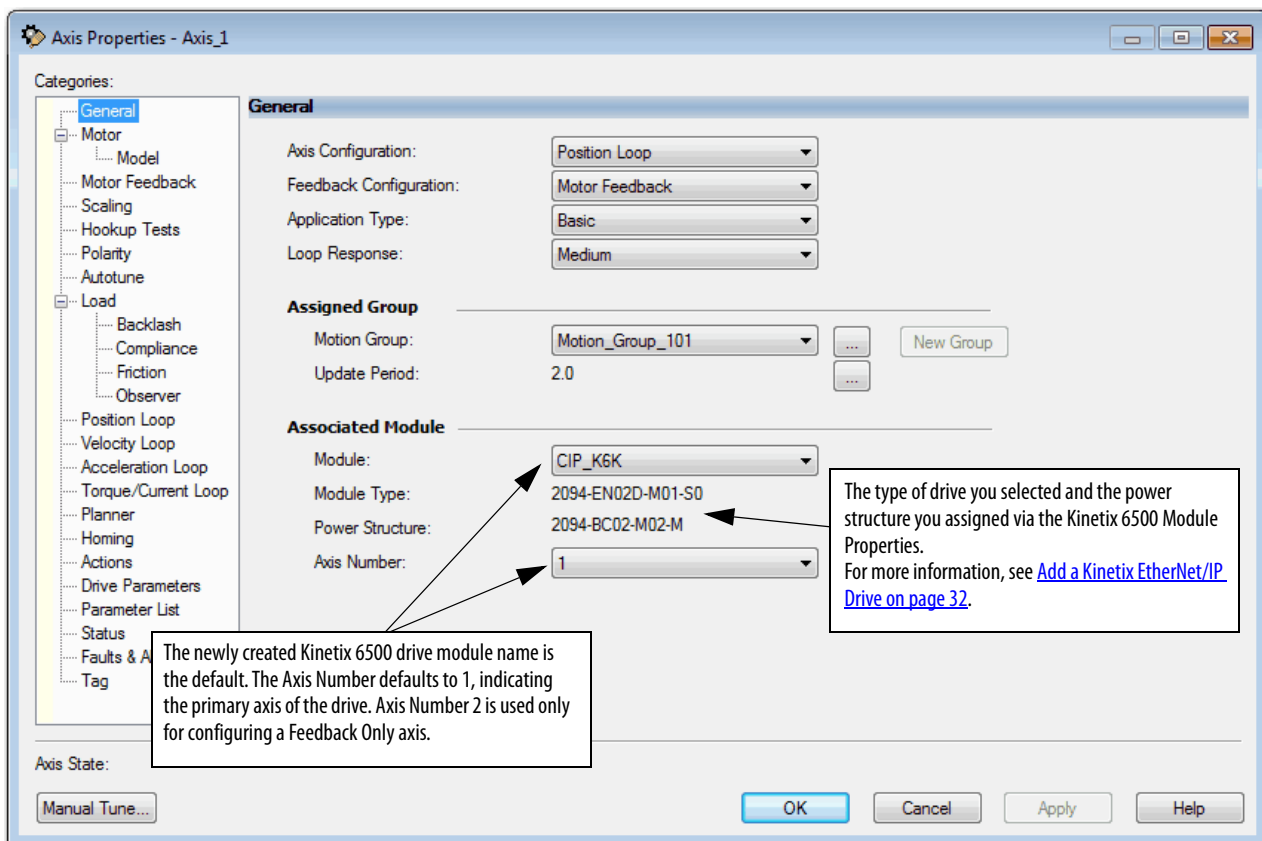 Axis Properties - Axis_1
Categories:
General
Motor
Model
Motor Feedback
Scaling
Hookup Tests
Polarity
Autotune
Load
Backlash
Compliance
Friction
Observer
Position Loop
Velocity Loop
Acceleration Loop
Torque/Current Loop
Planner
Homing
Actions
Drive Parameters
Parameter List
Status
Faults & A
Tag
General
Axis Configuration: Position Loop
Feedback Configuration: Motor Feedback
Application Type: Basic
Loop Response: Medium
Assigned Group
Motion Group: Motion_Group_101 ... New Group
Update Period: 2.0 ...
Associated Module
Module: CIP_K6K
Module Type: 2094-EN02D-M01-S0
Power Structure: 2094-BC02-M02-M
Axis Number: 1
The type of drive you selected and the power
structure you assigned via the Kinetix 6500 Module
Properties.
For more information, see Add a Kinetix EtherNet/IP
Drive on page 32.
The newly created Kinetix 6500 drive module name is
the default. The Axis Number defaults to 1, indicating
the primary axis of the drive. Axis Number 2 is used only
for configuring a Feedback Only axis.
Axis State:
Manual Tune... OK Cancel Apply Help